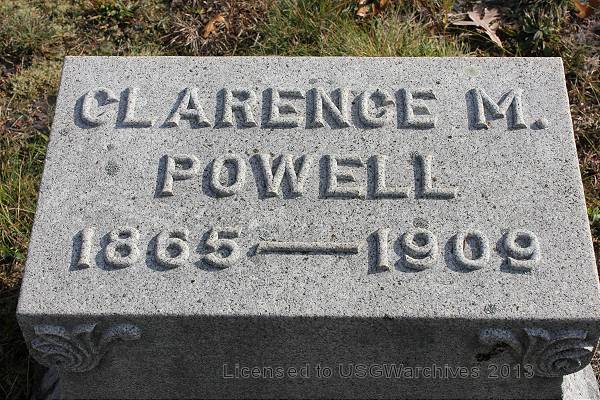 CLARENCE M.
POWELL
1865 — 1909
Licensed to USGWarchives 2013